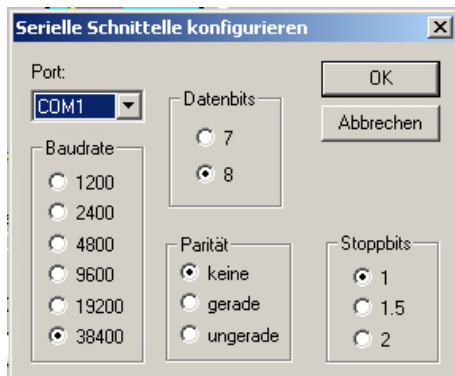 Serielle Schnittelle konfigurieren
Port:
COM1
OK
Abbrechen
Datenbits
7
8
Baudrate
1200
2400
4800
9600
19200
38400
Parität
keine
gerade
ungerade
Stoppbits
1
1.5
2